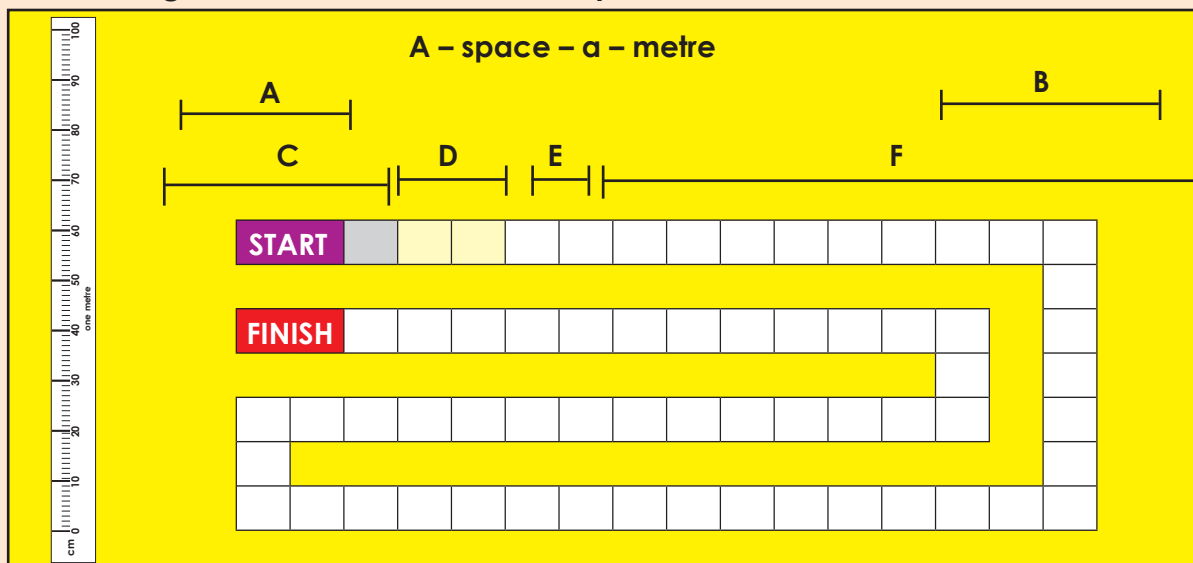 A – space – a – metre
A
B
C
D
E
F
START
FINISH
100
90
80
70
60
50
40
30
20
10
0
cm
one metre